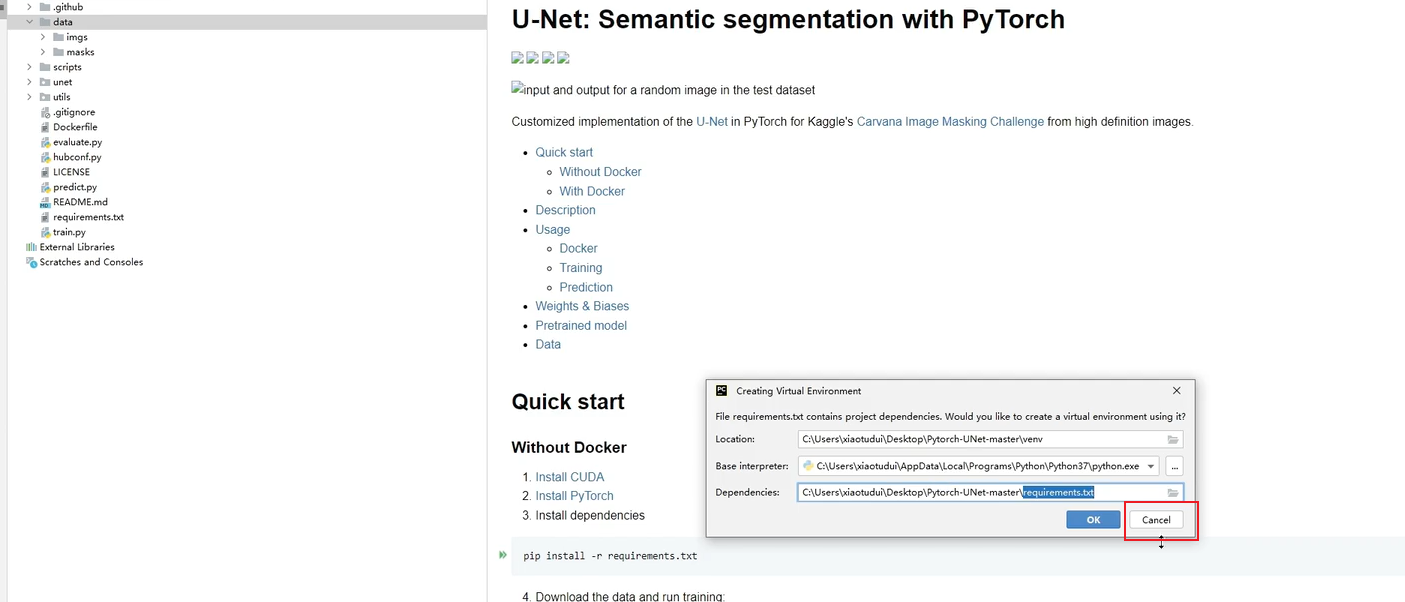 .github
data
imgs
masks
scripts
unet
utils
.gitignore
Dockerfile
evaluate.py
hubconf.py
LICENSE
predict.py
README.md
requirements.txt
train.py
External Libraries
Scratches and Consoles
U-Net: Semantic segmentation with PyTorch
input and output for a random image in the test dataset
Customized implementation of the U-Net in PyTorch for Kaggle's Carvana Image Masking Challenge from high definition images.
Quick start
Without Docker
With Docker
Description
Usage
Docker
Training
Prediction
Weights & Biases
Pretrained model
Data
Quick start
Without Docker
1. Install CUDA
2. Install PyTorch
3. Install dependencies
pip install -r requirements.txt
4. Download the data and run training:
Creating Virtual Environment
File requirements.txt contains project dependencies. Would you like to create a virtual environment using it?
Location: C:\Users\xiaotudui\Desktop\Pytorch-UNet-master\venv
Base interpreter: C:\Users\xiaotudui\AppData\Local\Programs\Python\Python37\python.exe ...
Dependencies: C:\Users\xiaotudui\Desktop\Pytorch-UNet-master\requirements.txt
OK Cancel